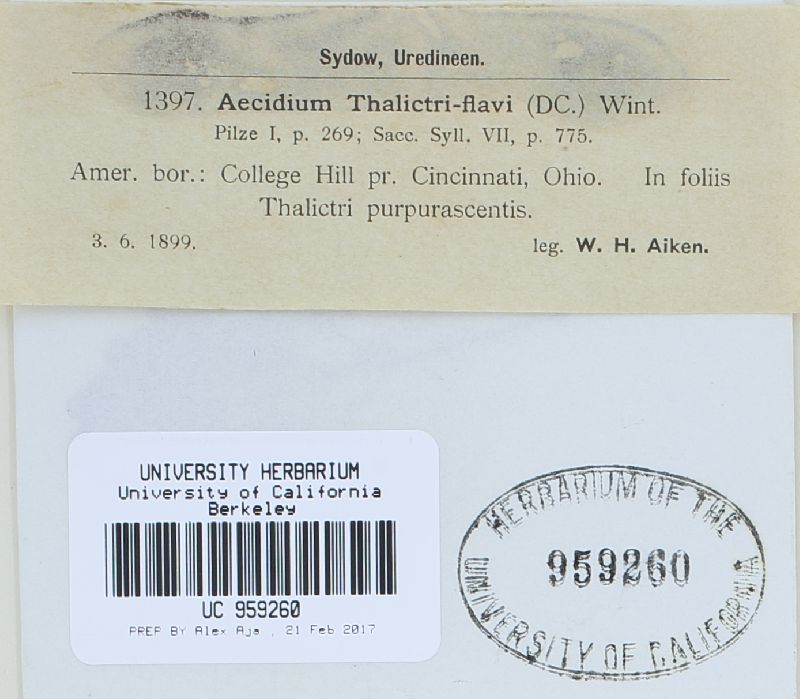 Sydow, Uredineen.
1397. Aecidium Thalictri-flavi (DC.) Wint.
Pilze I, p. 269; Sacc. Syll. VII, p. 775.
Amer. bor.: College Hill pr. Cincinnati, Ohio. In foliis
Thalictri purpurascentis.
3. 6. 1899. leg. W. H. Aiken.
UNIVERSITY HERBARIUM
University of California
Berkeley
UC 959260
PREP BY Alex Aja , 21 Feb 2017
HERBARIUM OF THE
959260
UNIVERSITY OF CALIFORNIA